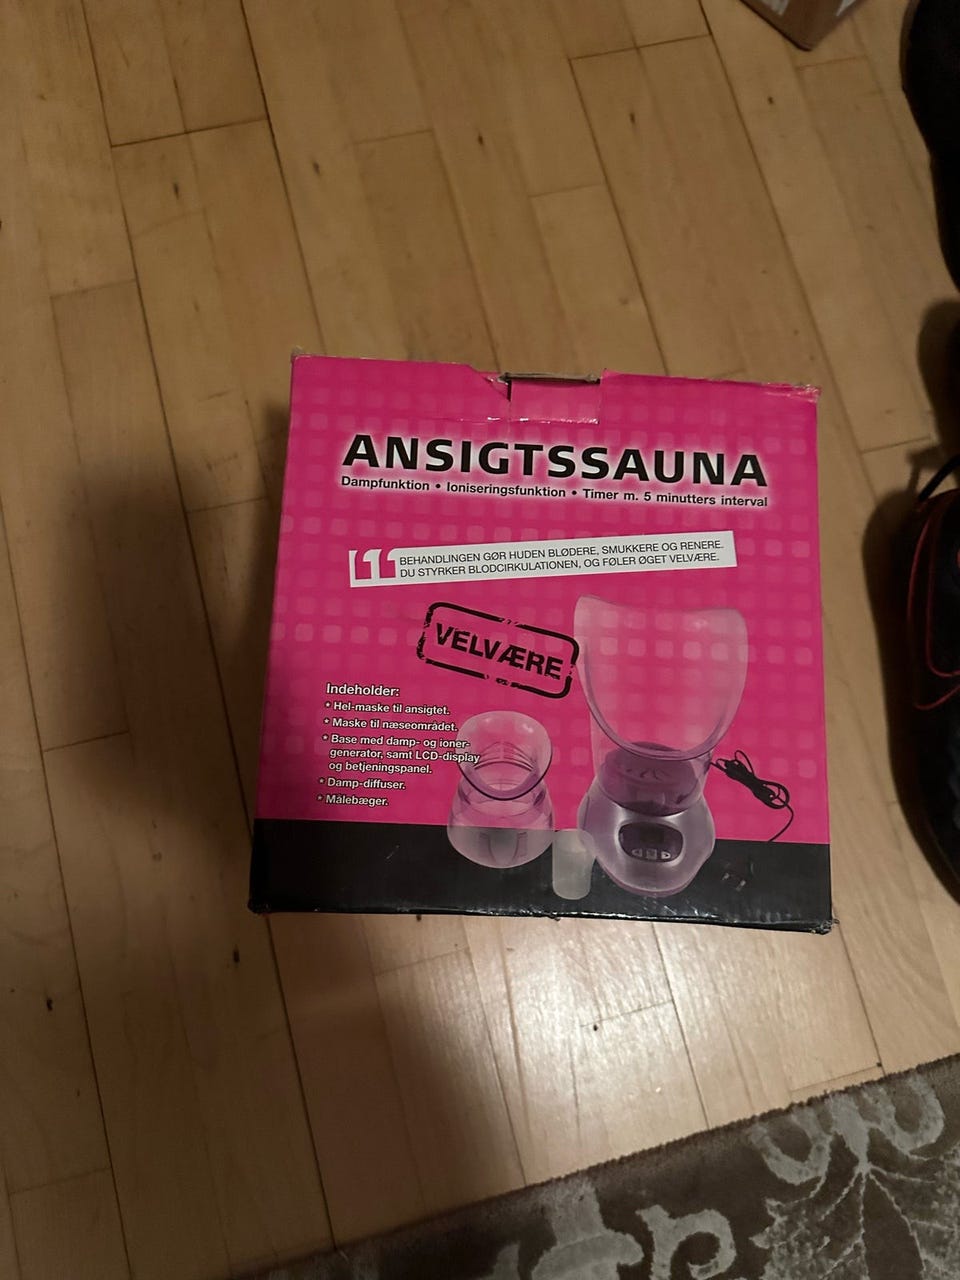 ANSIGTSSAUNA
Dampfunktion • Ioniseringsfunktion • Timer m. 5 minutters interval
BEHANDLINGEN GØR HUDEN BLØDERE, SMUKKERE OG RENERE.
DU STYRKER BLODCIRKULATIONEN, OG FØLER ØGET VELVÆRE.
VELVÆRE
Indeholder:
* Hel-maske til ansigtet.
* Maske til næseområdet.
* Base med damp- og ioner-
generator, samt LCD-display
og betjeningspanel.
* Damp-diffuser.
* Målebæger.